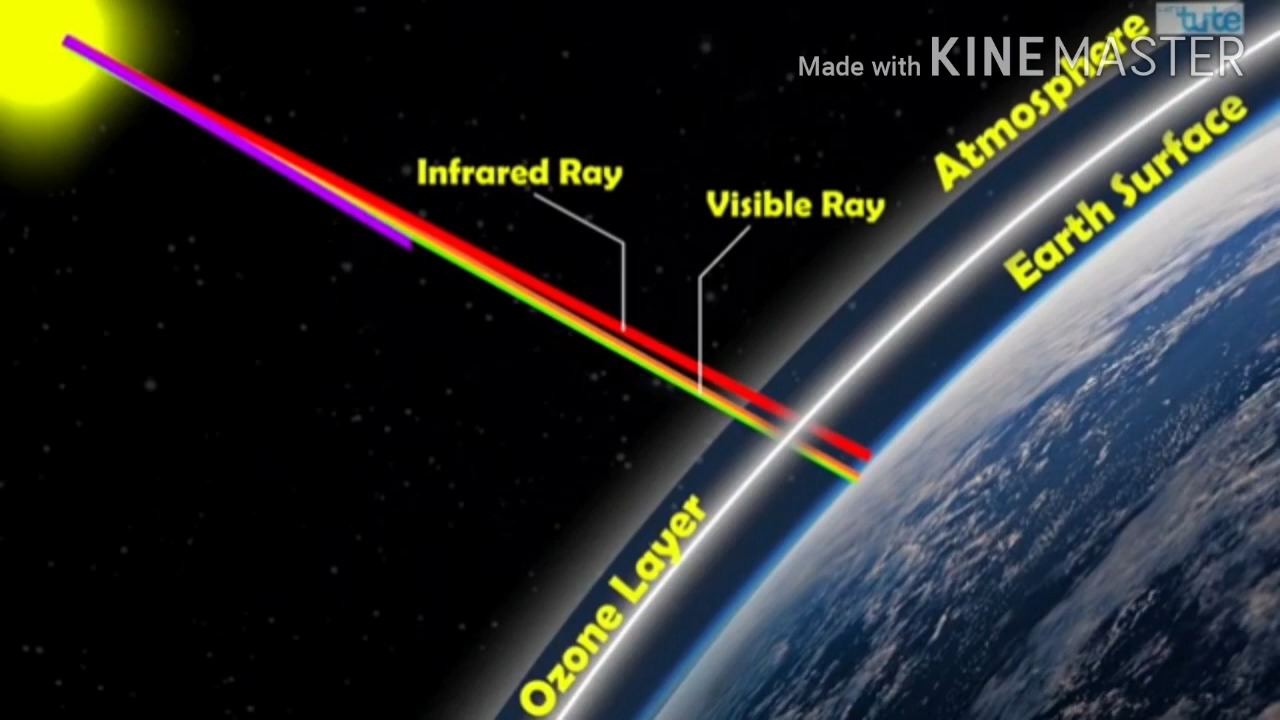 tute
Made with KINEMASTER
Atmosphere
Earth Surface
Infrared Ray
Visible Ray
Ozone Layer